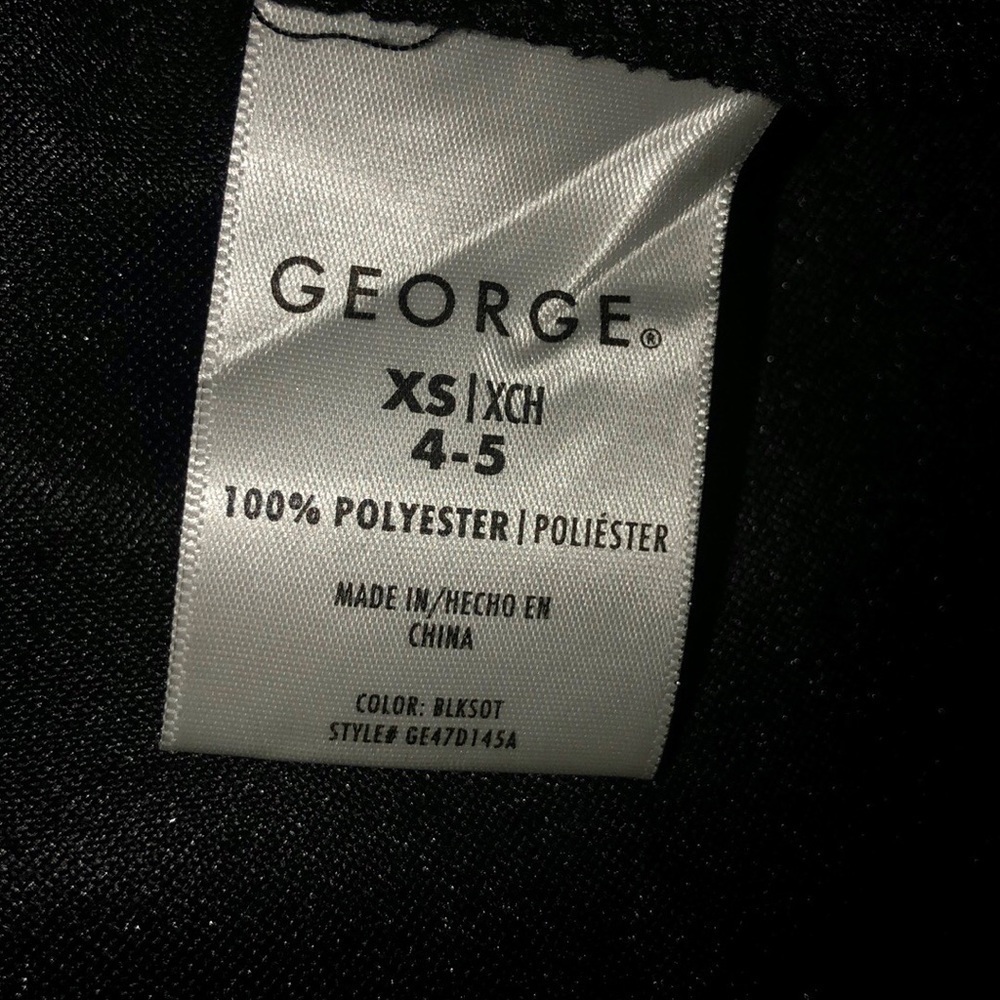 GEORGE®
XS|XCH
4-5
100% POLYESTER|POLIÉSTER
MADE IN/HECHO EN
CHINA
COLOR: BLKSOT
STYLE# GE47D145A